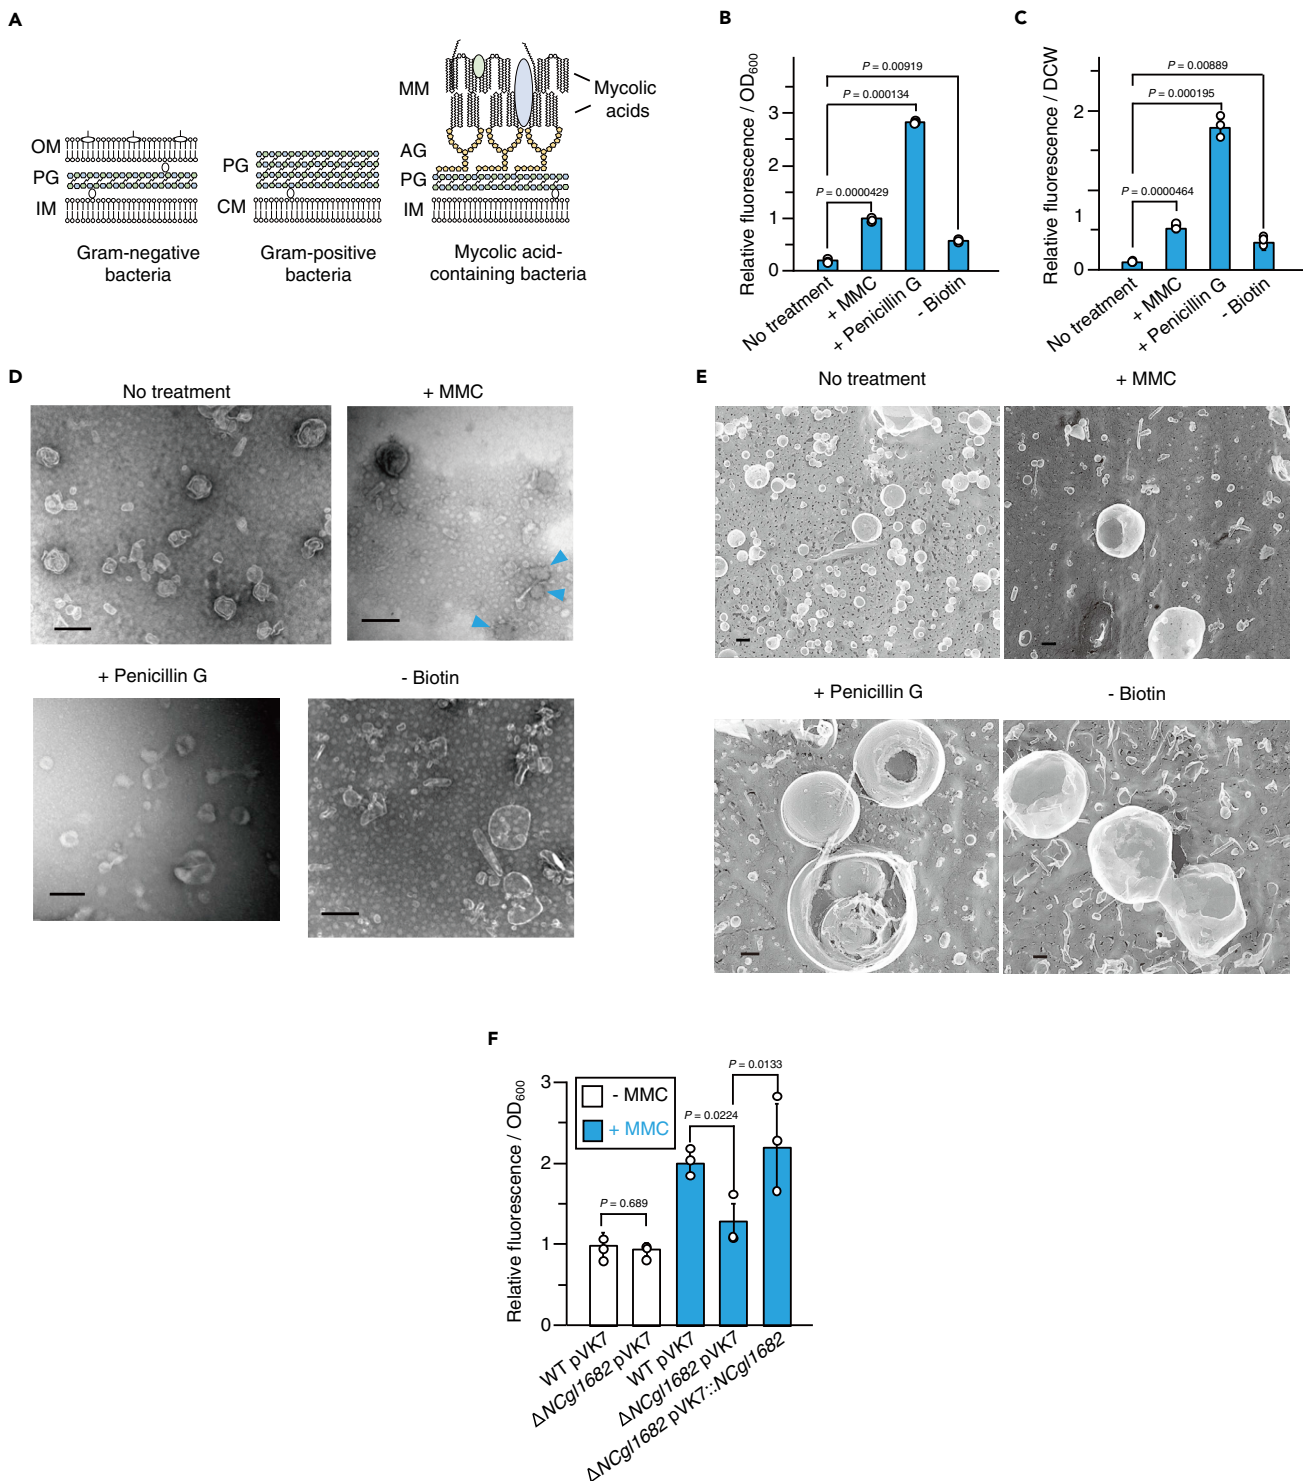 A
MM
Mycolic
acids
OM
PG
IM
PG
CM
AG
PG
IM
Gram-negative
bacteria
Gram-positive
bacteria
Mycolic acid-
containing bacteria
B
Relative fluorescence / OD600
3
2
1
0
P = 0.00919
P = 0.000134
P = 0.0000429
No treatment
+ MMC
+ Penicillin G
- Biotin
C
Relative fluorescence / DCW
2
1
0
P = 0.00889
P = 0.000195
P = 0.0000464
No treatment
+ MMC
+ Penicillin G
- Biotin
D
No treatment
+ MMC
+ Penicillin G
- Biotin
E
No treatment
+ MMC
+ Penicillin G
- Biotin
F
Relative fluorescence / OD600
3
2
1
0
- MMC
+ MMC
P = 0.689
P = 0.0224
P = 0.0133
WT pVK7
ΔNCgl1682 pVK7
WT pVK7
ΔNCgl1682 pVK7
ΔNCgl1682 pVK7::NCgl1682